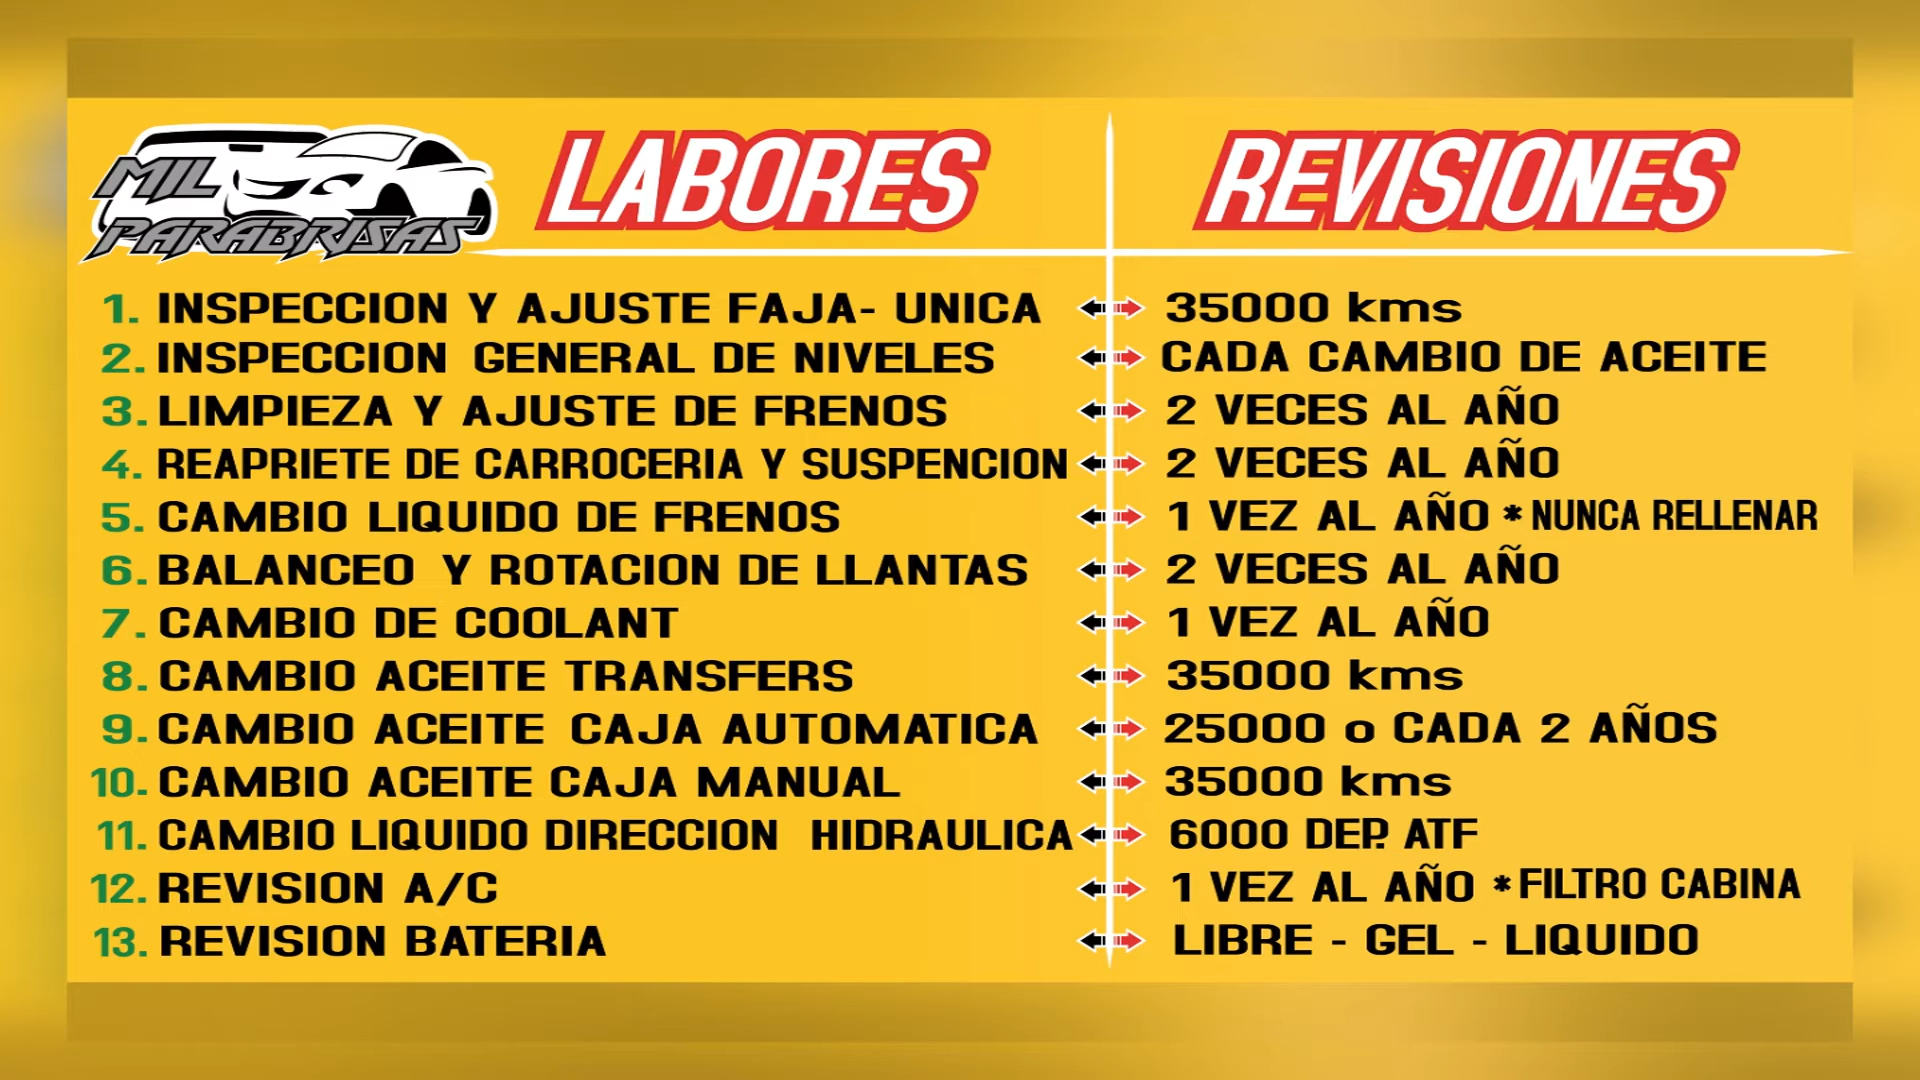 MIL PARABRISAS
LABORES
REVISIONES
1. INSPECCION Y AJUSTE FAJA- UNICA 35000 kms
2. INSPECCION GENERAL DE NIVELES CADA CAMBIO DE ACEITE
3. LIMPIEZA Y AJUSTE DE FRENOS 2 VECES AL AÑO
4. REAPRIETE DE CARROCERIA Y SUSPENCION 2 VECES AL AÑO
5. CAMBIO LIQUIDO DE FRENOS 1 VEZ AL AÑO * NUNCA RELLENAR
6. BALANCEO Y ROTACION DE LLANTAS 2 VECES AL AÑO
7. CAMBIO DE COOLANT 1 VEZ AL AÑO
8. CAMBIO ACEITE TRANSFERS 35000 kms
9. CAMBIO ACEITE CAJA AUTOMATICA 25000 o CADA 2 AÑOS
10. CAMBIO ACEITE CAJA MANUAL 35000 kms
11. CAMBIO LIQUIDO DIRECCION HIDRAULICA 6000 DEP. ATF
12. REVISION A/C 1 VEZ AL AÑO * FILTRO CABINA
13. REVISION BATERIA LIBRE - GEL - LIQUIDO